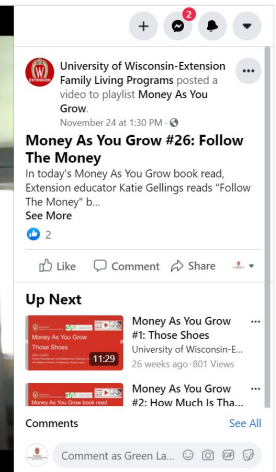 2
University of Wisconsin-Extension
Family Living Programs posted a
video to playlist Money As You
Grow.
November 24 at 1:30 PM ·
Money As You Grow #26: Follow
The Money
In today's Money As You Grow book read,
Extension educator Katie Gellings reads "Follow
The Money" b...
See More
2
Like Comment Share
Up Next
Money As You Grow
Those Shoes
11:29
Money As You Grow
#1: Those Shoes
University of Wisconsin-E...
26 weeks ago · 801 Views
Money As You Grow book read
Money As You Grow
#2: How Much Is Tha...
Comments See All
Comment as Green La... GIF